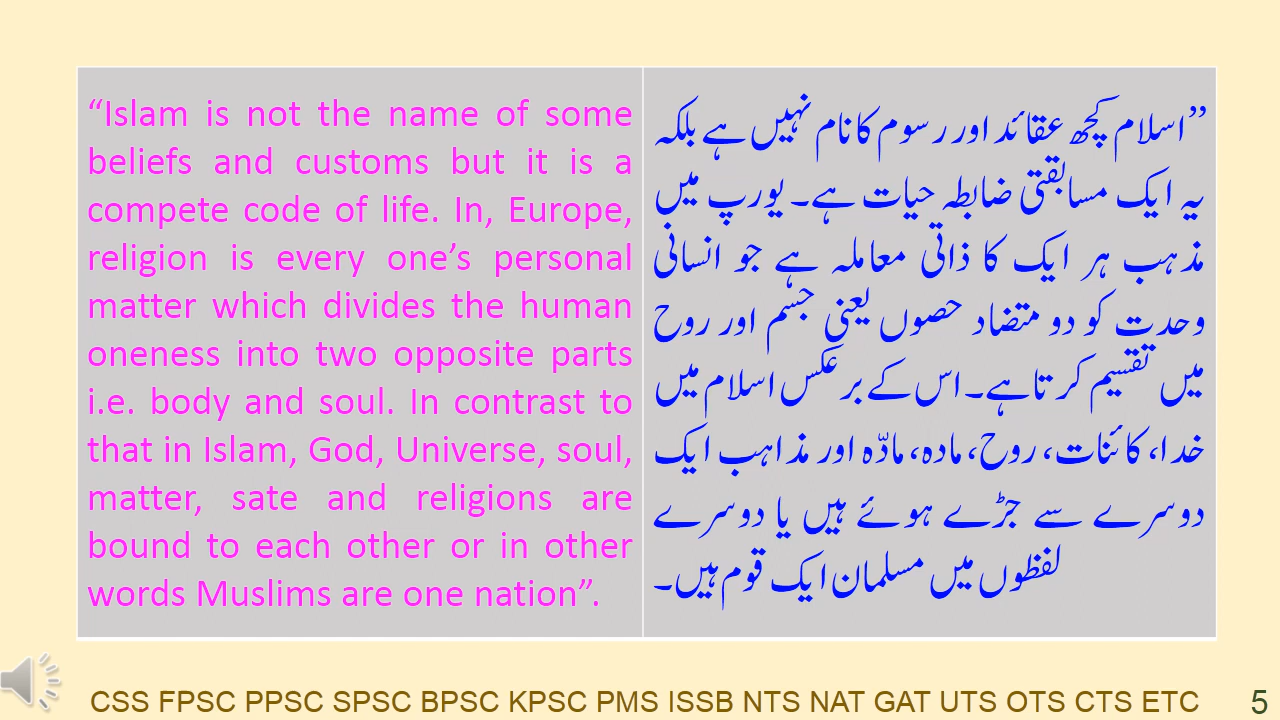 “Islam is not the name of some
beliefs and customs but it is a
compete code of life. In, Europe,
religion is every one’s personal
matter which divides the human
oneness into two opposite parts
i.e. body and soul. In contrast to
that in Islam, God, Universe, soul,
matter, sate and religions are
bound to each other or in other
words Muslims are one nation”.
”اسلام کچھ عقائد اور رسوم کا نام نہیں ہے بلکہ
یہ ایک مسابقتی ضابطہ حیات ہے۔ یورپ میں
مذہب ہر ایک کا ذاتی معاملہ ہے جو انسانی
وحدت کو دو متضاد حصوں یعنی جسم اور روح
میں تقسیم کرتا ہے۔ اس کے برعکس اسلام میں
خدا، کائنات، روح، مادہ، مادّہ اور مذاہب ایک
دوسرے سے جڑے ہوئے ہیں یا دوسرے
لفظوں میں مسلمان ایک قوم ہیں۔
CSS FPSC PPSC SPSC BPSC KPSC PMS ISSB NTS NAT GAT UTS OTS CTS ETC
5